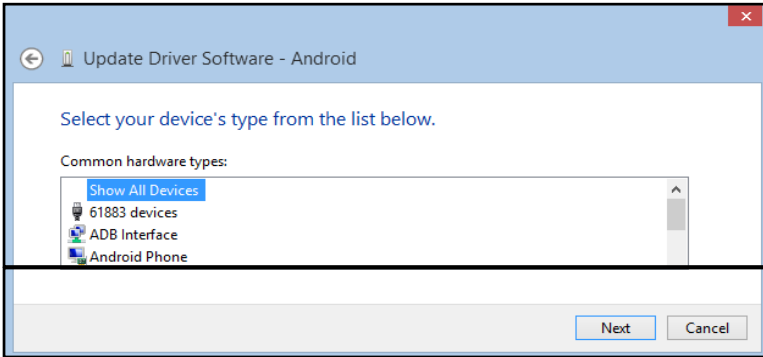 Update Driver Software - Android
Select your device's type from the list below.
Common hardware types:
Show All Devices
61883 devices
ADB Interface
Android Phone
Next Cancel